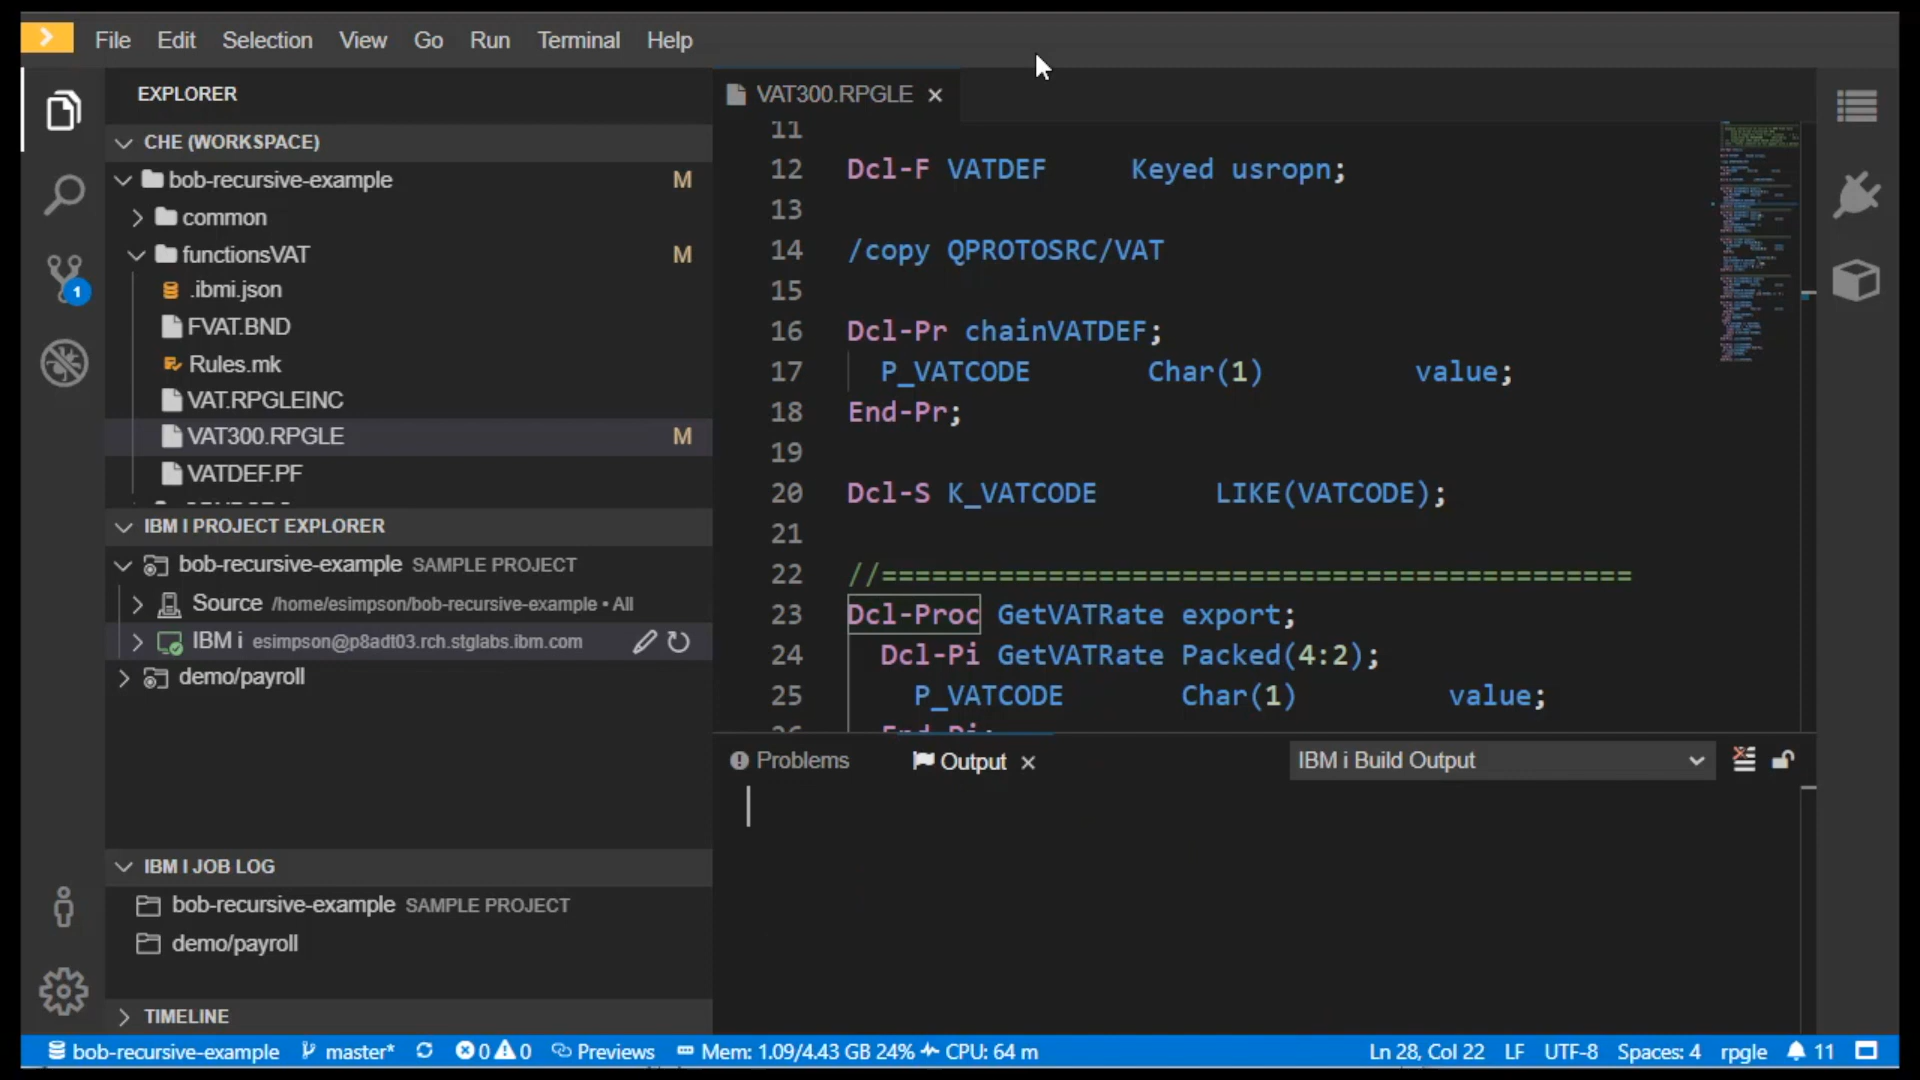 File Edit Selection View Go Run Terminal Help
EXPLORER
CHE (WORKSPACE)
bob-recursive-example M
common
functionsVAT M
.ibmi.json
FVAT.BND
Rules.mk
VAT.RPGLEINC
VAT300.RPGLE M
VATDEF.PF
IBM I PROJECT EXPLORER
bob-recursive-example SAMPLE PROJECT
Source /home/esimpson/bob-recursive-example • All
IBM i esimpson@p8adt03.rch.stglabs.ibm.com
demo/payroll
IBM I JOB LOG
bob-recursive-example SAMPLE PROJECT
demo/payroll
TIMELINE
1
VAT300.RPGLE
11
12 Dcl-F VATDEF Keyed usropn;
13
14 /copy QPROTOSRC/VAT
15
16 Dcl-Pr chainVATDEF;
17 P_VATCODE Char(1) value;
18 End-Pr;
19
20 Dcl-S K_VATCODE LIKE(VATCODE);
21
22 //=============================================
23 Dcl-Proc GetVATRate export;
24 Dcl-Pi GetVATRate Packed(4:2);
25 P_VATCODE Char(1) value;
26 End-Pi;
Problems Output IBM i Build Output
bob-recursive-example master* 0 0 Previews Mem: 1.09/4.43 GB 24% CPU: 64 m Ln 28, Col 22 LF UTF-8 Spaces: 4 rpgle 11